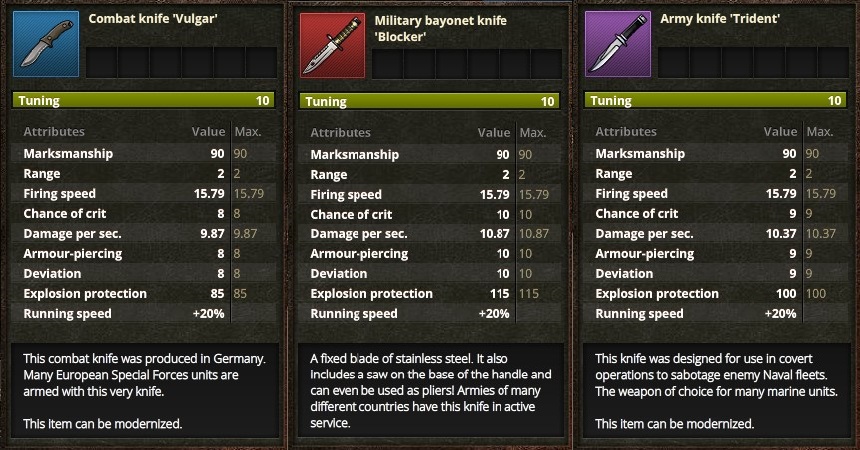 Combat knife 'Vulgar'
Tuning 10
Attributes Value Max.
Marksmanship 90 90
Range 2 2
Firing speed 15.79 15.79
Chance of crit 8 8
Damage per sec. 9.87 9.87
Armour-piercing 8 8
Deviation 8 8
Explosion protection 85 85
Running speed +20%
This combat knife was produced in Germany.
Many European Special Forces units are
armed with this very knife.
This item can be modernized.
Military bayonet knife
'Blocker'
Tuning 10
Attributes Value Max.
Marksmanship 90 90
Range 2 2
Firing speed 15.79 15.79
Chance of crit 10 10
Damage per sec. 10.87 10.87
Armour-piercing 10 10
Deviation 10 10
Explosion protection 115 115
Running speed +20%
A fixed blade of stainless steel. It also
includes a saw on the base of the handle and
can even be used as pliers! Armies of many
different countries have this knife in active
service.
Army knife 'Trident'
Tuning 10
Attributes Value Max.
Marksmanship 90 90
Range 2 2
Firing speed 15.79 15.79
Chance of crit 9 9
Damage per sec. 10.37 10.37
Armour-piercing 9 9
Deviation 9 9
Explosion protection 100 100
Running speed +20%
This knife was designed for use in covert
operations to sabotage enemy Naval fleets.
The weapon of choice for many marine units.
This item can be modernized.